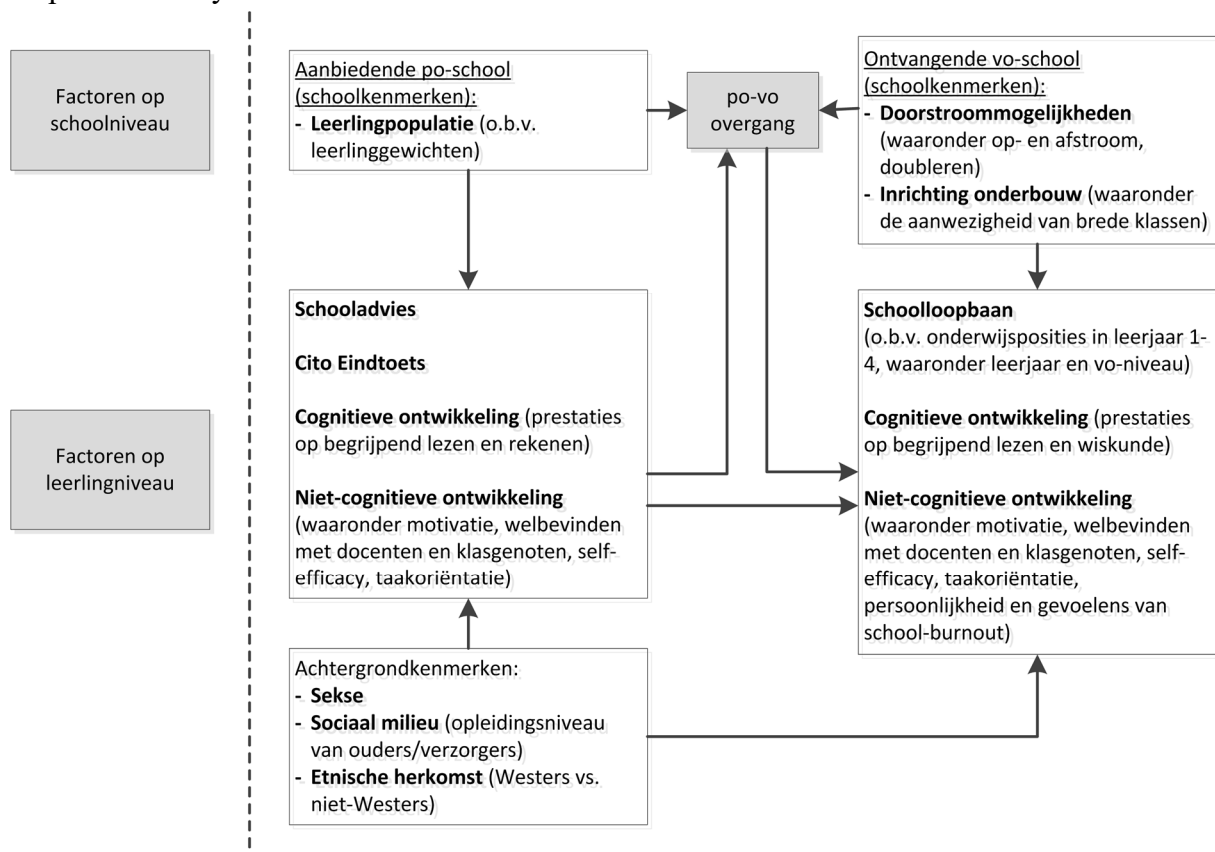 Factoren op
schoolniveau
Aanbiedende po-school
(schoolkenmerken):
- Leerlingpopulatie (o.b.v.
leerlinggewichten)
po-vo
overgang
Ontvangende vo-school
(schoolkenmerken):
- Doorstroommogelijkheden
(waaronder op- en afstroom,
doubleren)
- Inrichting onderbouw (waaronder
de aanwezigheid van brede klassen)
Factoren op
leerlingniveau
Schooladvies
Cito Eindtoets
Cognitieve ontwikkeling (prestaties
op begrijpend lezen en rekenen)
Niet-cognitieve ontwikkeling
(waaronder motivatie, welbevinden
met docenten en klasgenoten, self-
efficacy, taakoriëntatie)
Schoolloopbaan
(o.b.v. onderwijsposities in leerjaar 1-
4, waaronder leerjaar en vo-niveau)
Cognitieve ontwikkeling (prestaties
op begrijpend lezen en wiskunde)
Niet-cognitieve ontwikkeling
(waaronder motivatie, welbevinden
met docenten en klasgenoten, self-
efficacy, taakoriëntatie,
persoonlijkheid en gevoelens van
school-burnout)
Achtergrondkenmerken:
- Sekse
- Sociaal milieu (opleidingsniveau
van ouders/verzorgers)
- Etnische herkomst (Westers vs.
niet-Westers)